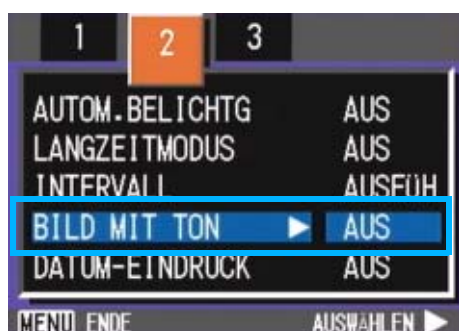 1 2 3
AUTOM.BELICHTG AUS
LANGZEITMODUS AUS
INTERVALL AUSFÜH
BILD MIT TON ▶ AUS
DATUM-EINDRUCK AUS
MENU ENDE AUSWÄHLEN ▶